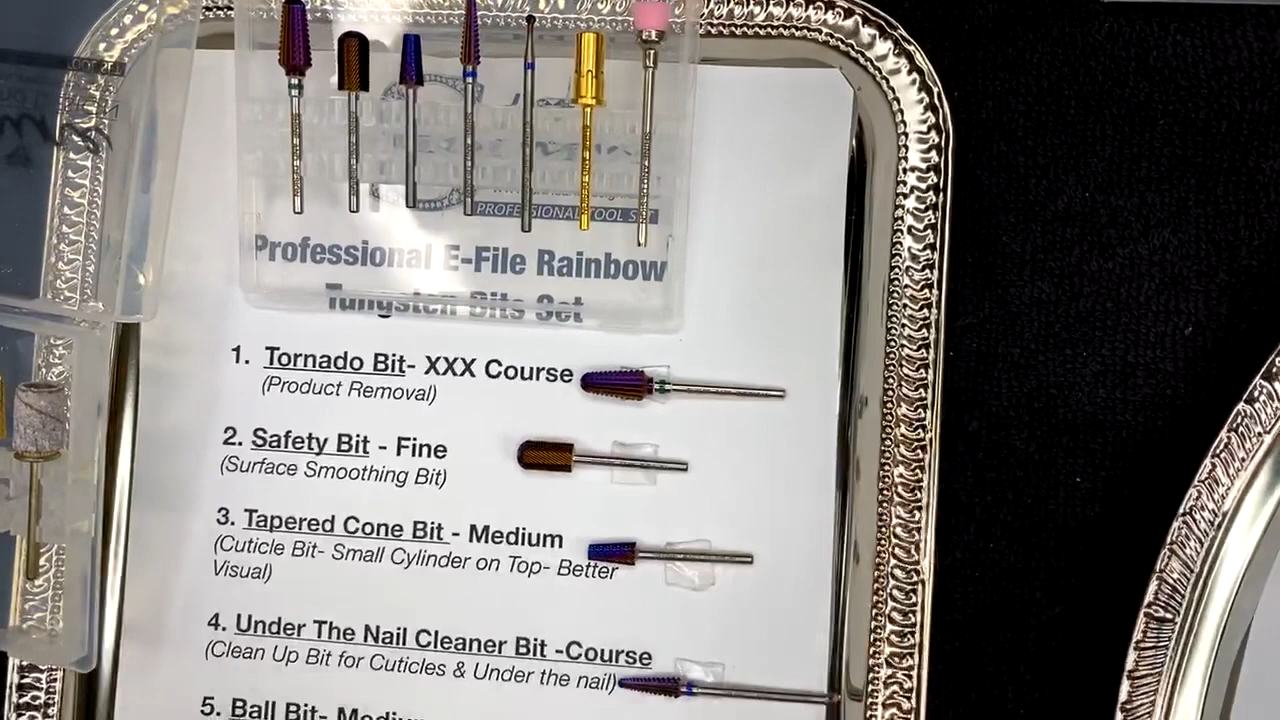 PROFESSIONAL TOOL SET
Professional E-File Rainbow
Tungsten Bits Set
1. Tornado Bit- XXX Course
(Product Removal)
2. Safety Bit - Fine
(Surface Smoothing Bit)
3. Tapered Cone Bit - Medium
(Cuticle Bit- Small Cylinder on Top- Better
Visual)
4. Under The Nail Cleaner Bit -Course
(Clean Up Bit for Cuticles & Under the nail)
5. Ball Bit- Medium